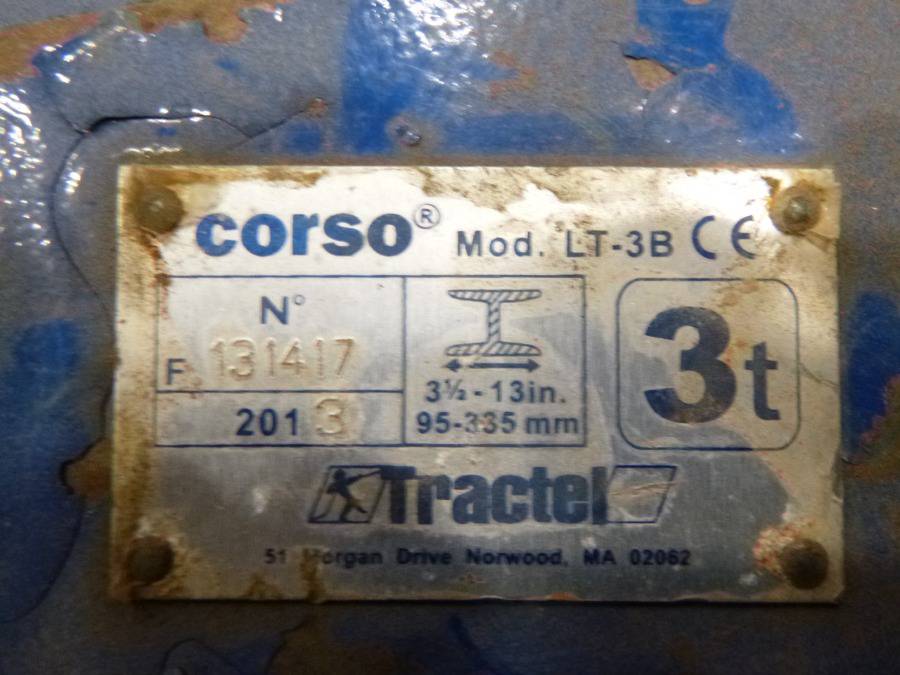 corso® Mod. LT-3B CE
N°
F 131417
2013
3½-13in.
95-335 mm
3t
Tractel
51 Morgan Drive Norwood, MA 02062